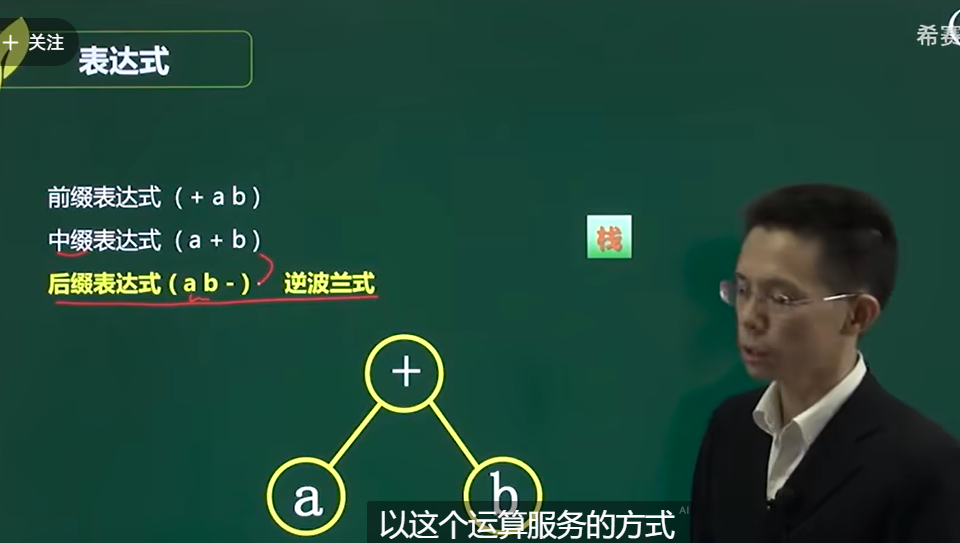 + 关注
希赛
表达式
前缀表达式（+ a b）
中缀表达式（a + b）
栈
后缀表达式（a b -） 逆波兰式
+
a
b
以这个运算服务的方式
AI